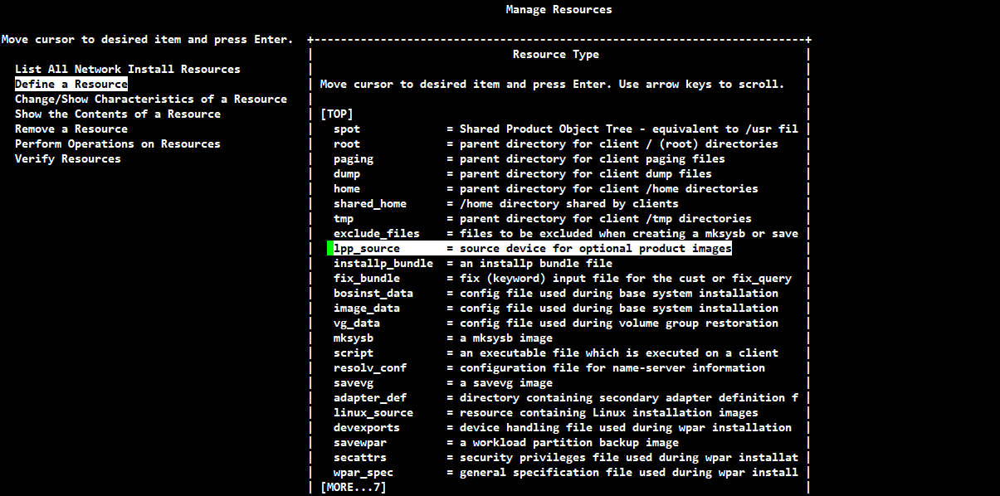 Manage Resources
Move cursor to desired item and press Enter.
List All Network Install Resources
Define a Resource
Change/Show Characteristics of a Resource
Show the Contents of a Resource
Remove a Resource
Perform Operations on Resources
Verify Resources
Resource Type
Move cursor to desired item and press Enter. Use arrow keys to scroll.
[TOP]
spot = Shared Product Object Tree - equivalent to /usr fil
root = parent directory for client / (root) directories
paging = parent directory for client paging files
dump = parent directory for client dump files
home = parent directory for client /home directories
shared_home = /home directory shared by clients
tmp = parent directory for client /tmp directories
exclude_files = files to be excluded when creating a mksysb or save
lpp_source = source device for optional product images
installp_bundle = an installp bundle file
fix_bundle = fix (keyword) input file for the cust or fix_query
bosinst_data = config file used during base system installation
image_data = config file used during base system installation
vg_data = config file used during volume group restoration
mksysb = a mksysb image
script = an executable file which is executed on a client
resolv_conf = configuration file for name-server information
savevg = a savevg image
adapter_def = directory containing secondary adapter definition f
linux_source = resource containing Linux installation images
devexports = device handling file used during wpar installation
savewpar = a workload partition backup image
secattrs = security privileges file used during wpar installat
wpar_spec = general specification file used during wpar install
[MORE...7]